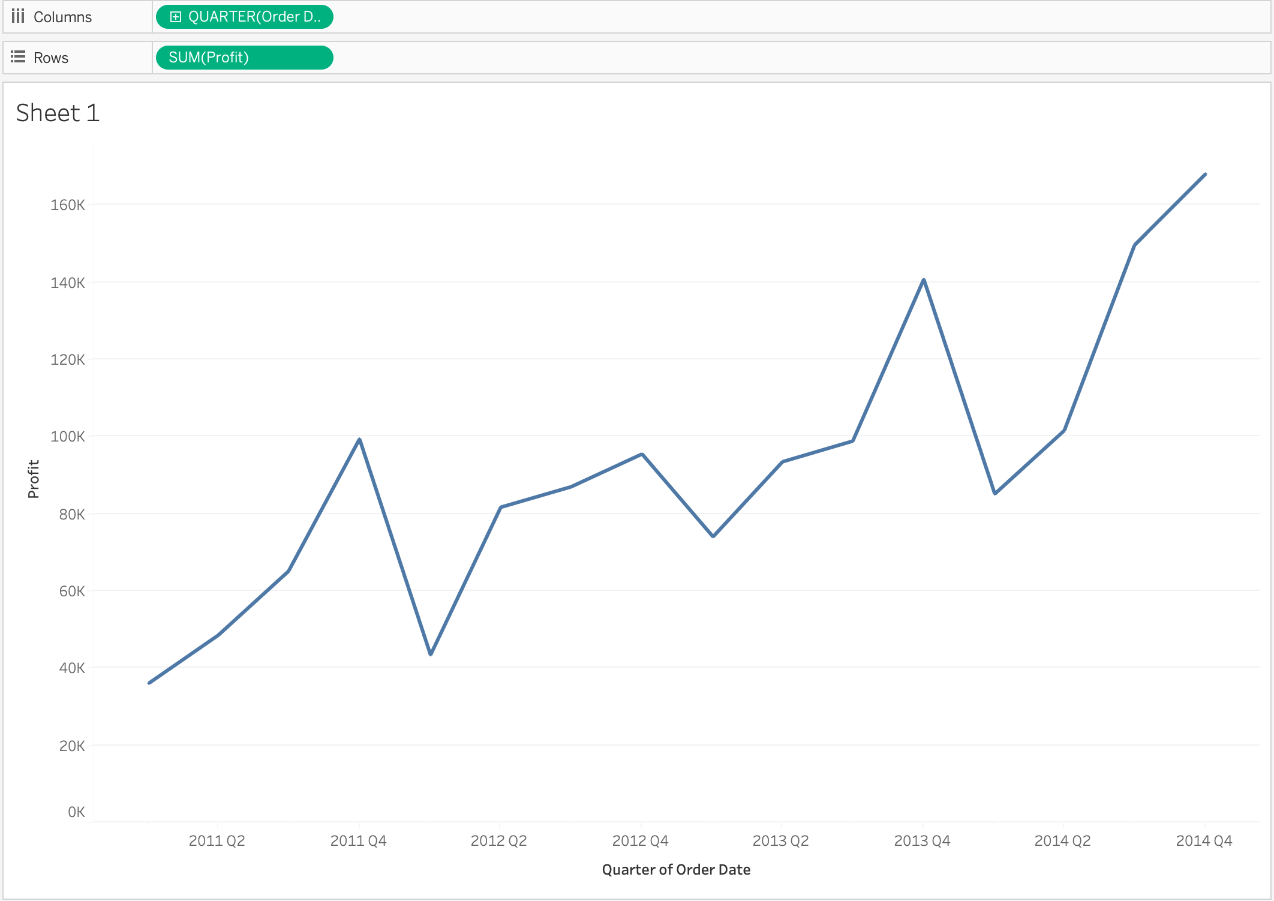 Columns
QUARTER(Order D..
Rows
SUM(Profit)
Sheet 1
160K
140K
120K
100K
80K
60K
40K
20K
0K
Profit
2011 Q2 2011 Q4 2012 Q2 2012 Q4 2013 Q2 2013 Q4 2014 Q2 2014 Q4
Quarter of Order Date